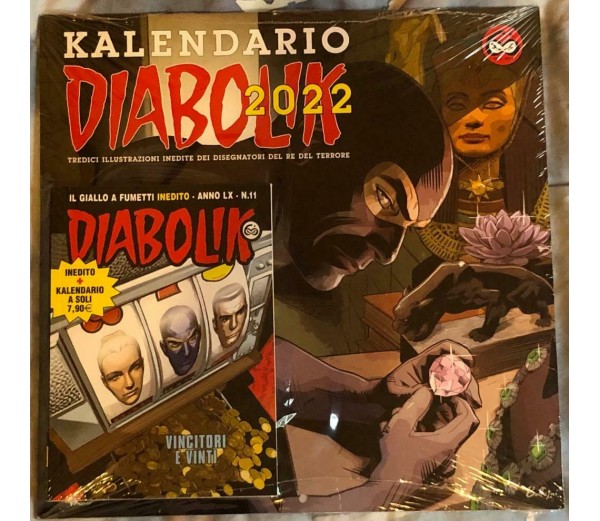 KALENDARIO
DIABOLIK
2022
TREDICI ILLUSTRAZIONI INEDITE DEI DISEGNATORI DEL RE DEL TERRORE
IL GIALLO A FUMETTI INEDITO - ANNO LX - N.11
DIABOLIK
INEDITO
+
KALENDARIO
A SOLI
7,90€
VINCITORI
E VINTI